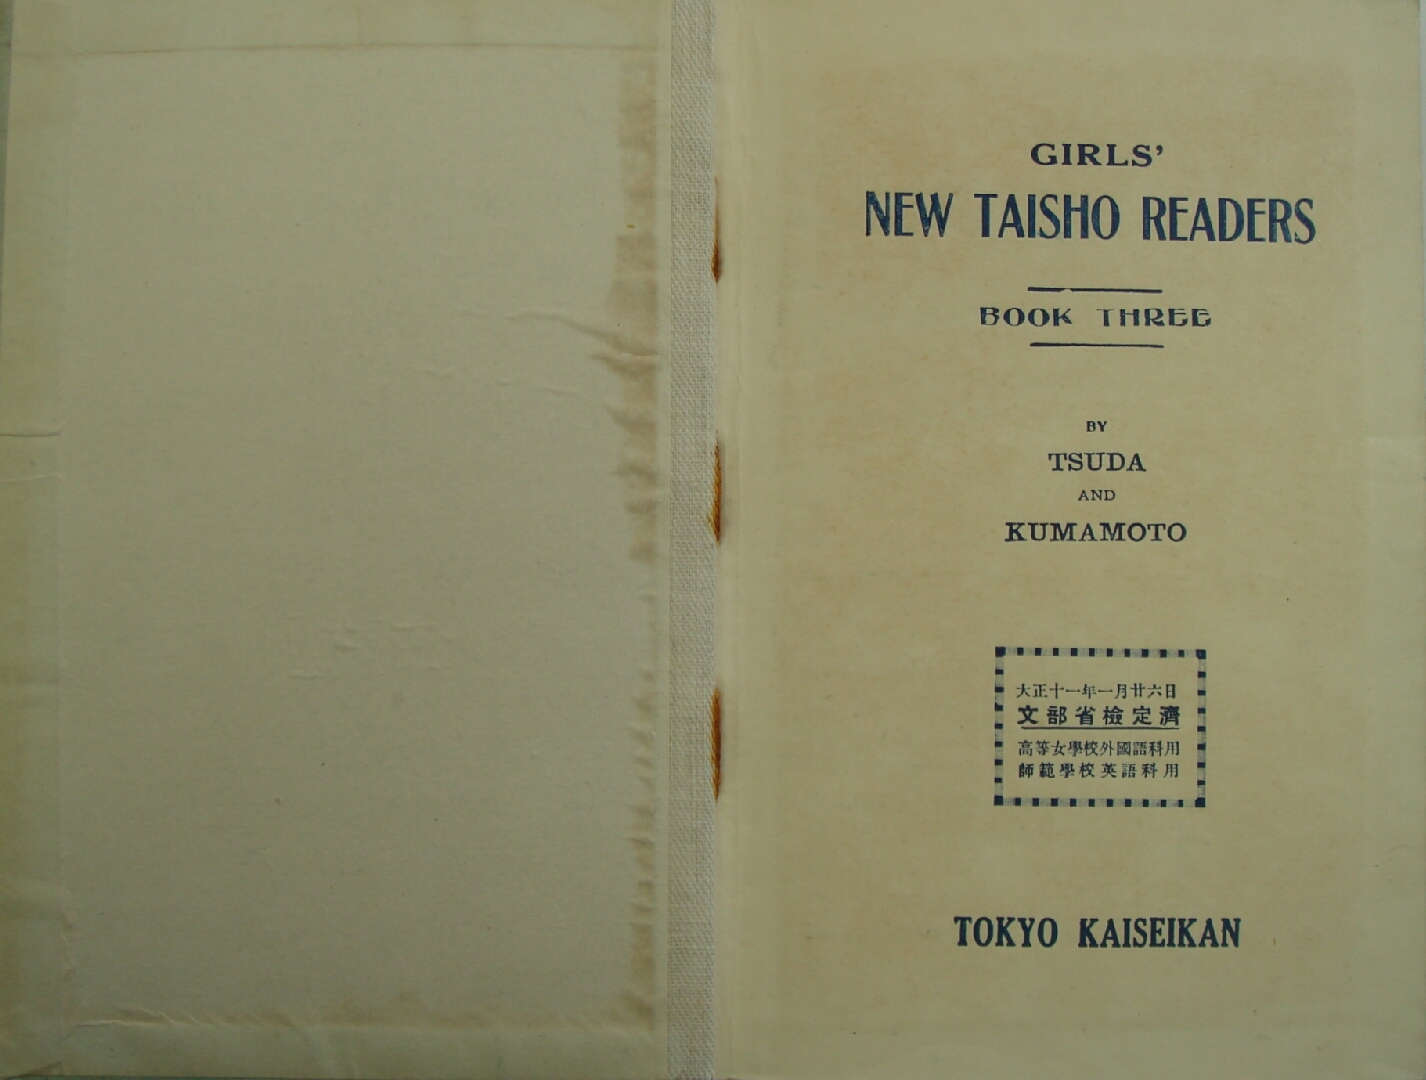 GIRLS'
NEW TAISHO READERS
BOOK THREE
BY
TSUDA
AND
KUMAMOTO
大正十一年一月廿六日
文部省檢定濟
高等女學校外國語科用
師範學校英語科用
TOKYO KAISEIKAN